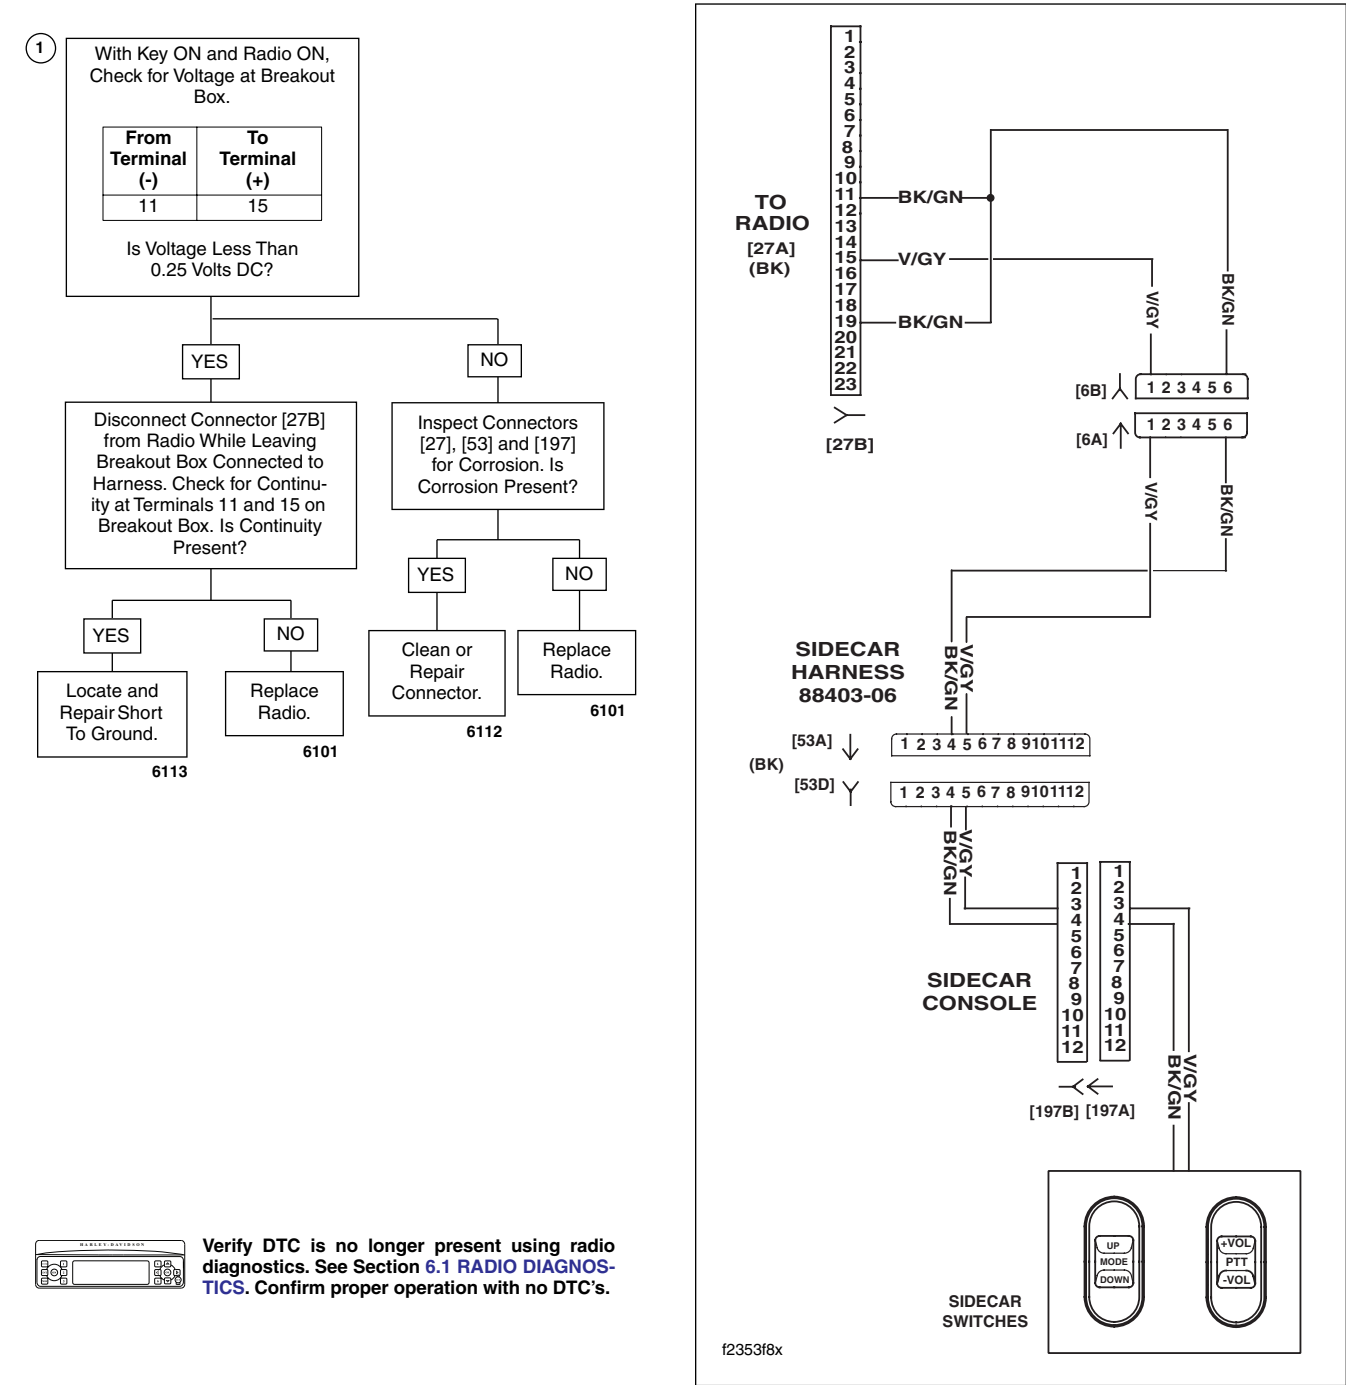 1
With Key ON and Radio ON,
Check for Voltage at Breakout
Box.
From
Terminal
(-)
To
Terminal
(+)
11
15
Is Voltage Less Than
0.25 Volts DC?
YES
NO
Disconnect Connector [27B]
from Radio While Leaving
Breakout Box Connected to
Harness. Check for Continu-
ity at Terminals 11 and 15 on
Breakout Box. Is Continuity
Present?
Inspect Connectors
[27], [53] and [197]
for Corrosion. Is
Corrosion Present?
YES
NO
YES
NO
Locate and
Repair Short
To Ground.
6113
Replace
Radio.
6101
Clean or
Repair
Connector.
6112
Replace
Radio.
6101
HARLEY-DAVIDSON
Verify DTC is no longer present using radio
diagnostics. See Section 6.1 RADIO DIAGNOS-
TICS. Confirm proper operation with no DTC's.
TO
RADIO
[27A]
(BK)
1
2
3
4
5
6
7
8
9
10
11
12
13
14
15
16
17
18
19
20
21
22
23
[27B]
BK/GN
V/GY
BK/GN
V/GY
BK/GN
[6B]
1 2 3 4 5 6
[6A]
1 2 3 4 5 6
V/GY
BK/GN
SIDECAR
HARNESS
88403-06
BK/GN
V/GY
[53A]
1 2 3 4 5 6 7 8 9 10 11 12
(BK)
[53D]
1 2 3 4 5 6 7 8 9 10 11 12
BK/GN
V/GY
SIDECAR
CONSOLE
1
2
3
4
5
6
7
8
9
10
11
12
1
2
3
4
5
6
7
8
9
10
11
12
[197B] [197A]
BK/GN
V/GY
SIDECAR
SWITCHES
UP
MODE
DOWN
+VOL
PTT
-VOL
f2353f8x